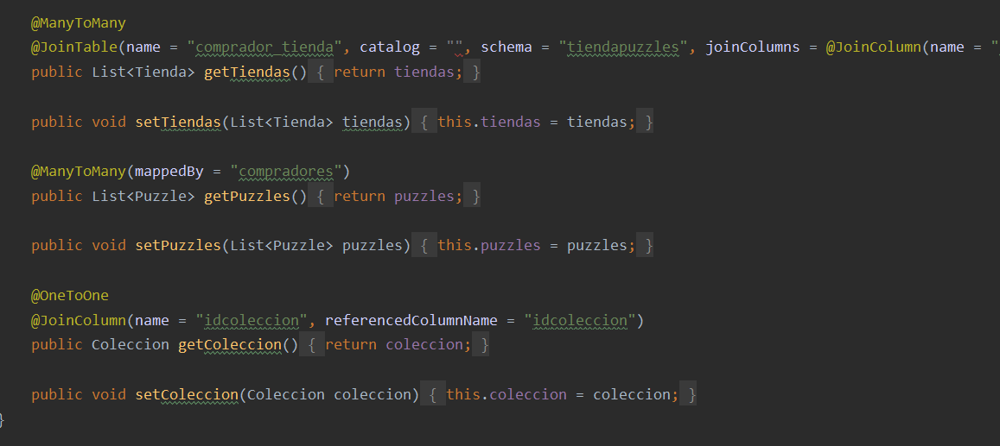 @ManyToMany
@JoinTable(name = "comprador_tienda", catalog = "", schema = "tiendapuzzles", joinColumns = @JoinColumn(name = "
public List<Tienda> getTiendas() { return tiendas; }
public void setTiendas(List<Tienda> tiendas) { this.tiendas = tiendas; }
@ManyToMany(mappedBy = "compradores")
public List<Puzzle> getPuzzles() { return puzzles; }
public void setPuzzles(List<Puzzle> puzzles) { this.puzzles = puzzles; }
@OneToOne
@JoinColumn(name = "idcoleccion", referencedColumnName = "idcoleccion")
public Coleccion getColeccion() { return coleccion; }
public void setColeccion(Coleccion coleccion) { this.coleccion = coleccion; }
}